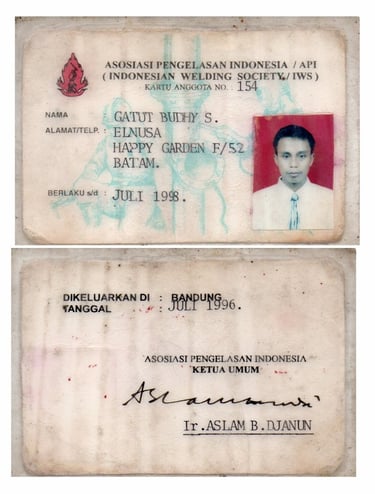 ASOSIASI PENGELASAN INDONESIA / API
( INDONESIAN WELDING SOCIETY / IWS )
KARTU ANGGOTA NO. 154
NAMA : GATUT BUDHY S.
ALAMAT/TELP. : ELNUSA
HAPPY GARDEN F/52
BATAM.
BERLAKU s/d : JULI 1998.
DIKELUARKAN DI : BANDUNG
TANGGAL : JULI 1996.
ASOSIASI PENGELASAN INDONESIA
KETUA UMUM
Ir.ASLAM B.DJANUN